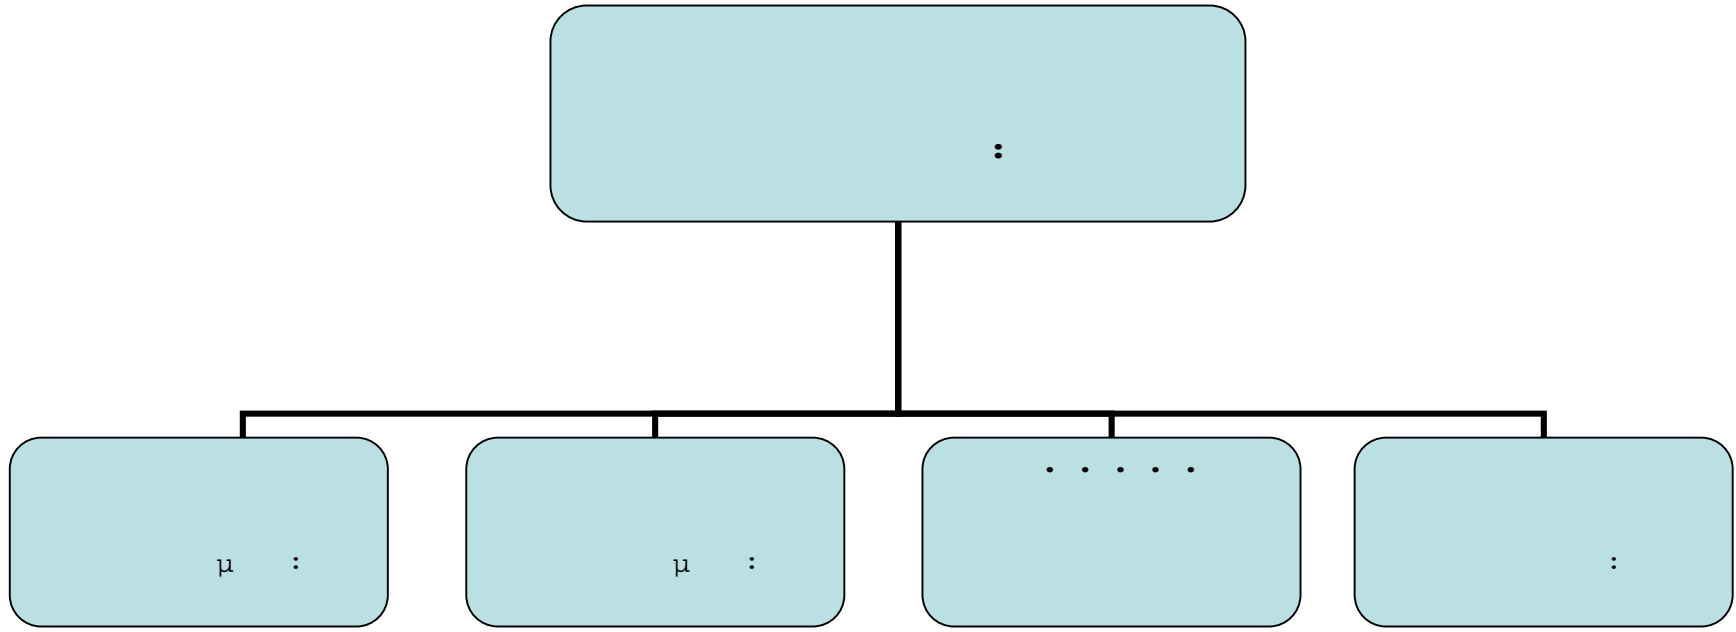 :
μ :
μ :
. . . . .
: